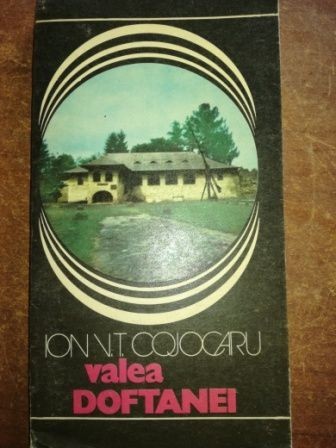 ION V.T. COJOCARU
valea
DOFTANEI